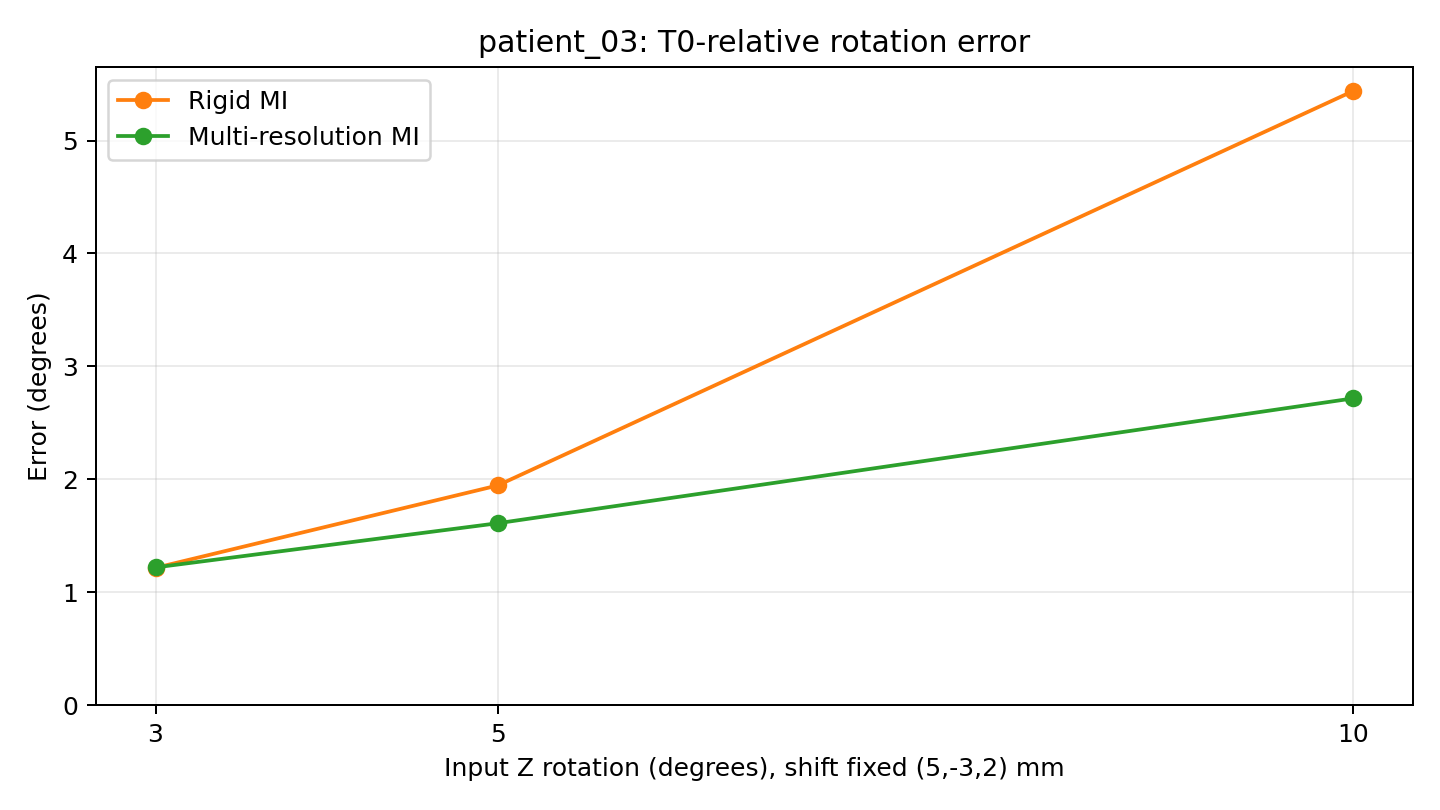 patient_03: T0-relative rotation error
Rigid MI
Multi-resolution MI
Error (degrees)
5
4
3
2
1
0
3
5
10
Input Z rotation (degrees), shift fixed (5,-3,2) mm